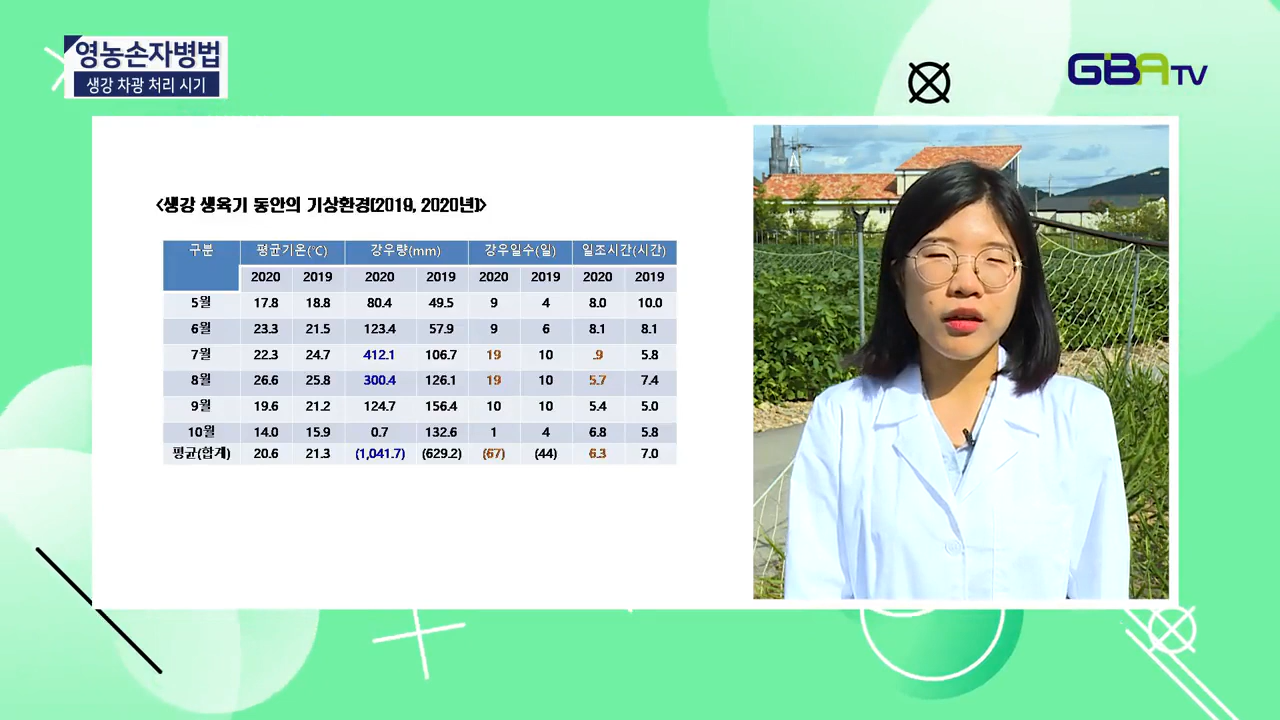 영농손자병법
생강 차광 처리 시기
GBA TV
<생강 생육기 동안의 기상환경(2019, 2020년)>
구분 평균기온(℃) 강우량(mm) 강우일수(일) 일조시간(시간)
2020 2019 2020 2019 2020 2019 2020 2019
5월 17.8 18.8 80.4 49.5 9 4 8.0 10.0
6월 23.3 21.5 123.4 57.9 9 6 8.1 8.1
7월 22.3 24.7 412.1 106.7 19 10 .9 5.8
8월 26.6 25.8 300.4 126.1 19 10 5.7 7.4
9월 19.6 21.2 124.7 156.4 10 10 5.4 5.0
10월 14.0 15.9 0.7 132.6 1 4 6.8 5.8
평균(합계) 20.6 21.3 (1,041.7) (629.2) (67) (44) 6.3 7.0